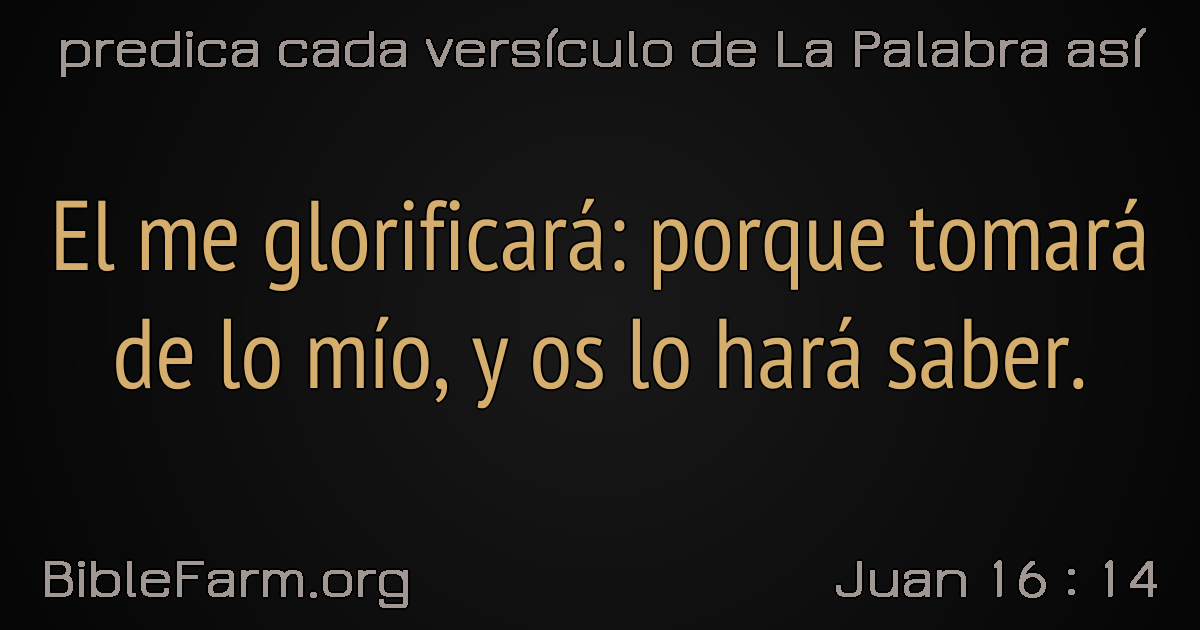 predica cada versículo de La Palabra así
El me glorificará: porque tomará
de lo mío, y os lo hará saber.
BibleFarm.org
Juan 16 : 14